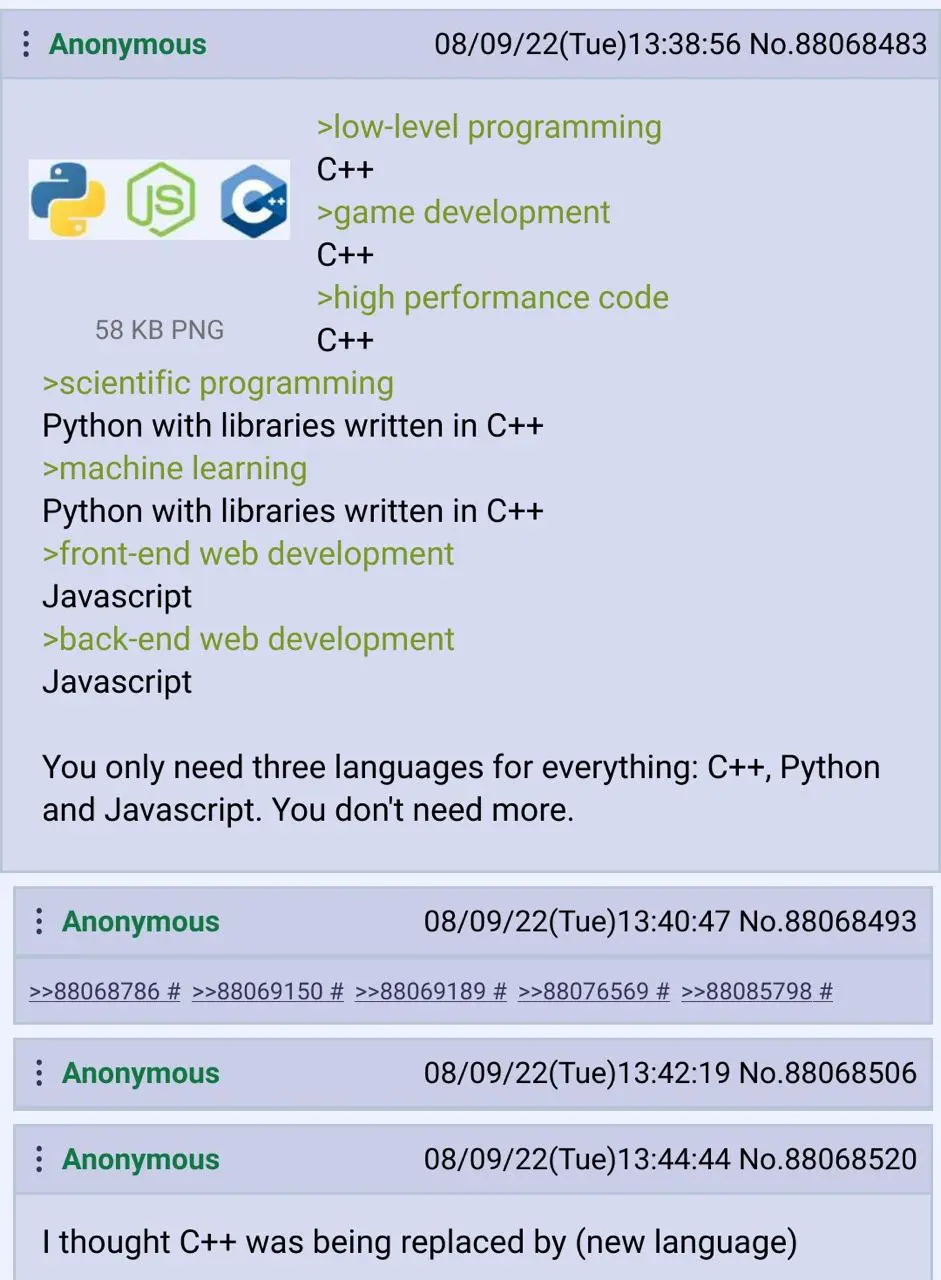 Anonymous 08/09/22(Tue)13:38:56 No.88068483
JS
C++
58 KB PNG
>low-level programming
C++
>game development
C++
>high performance code
C++
>scientific programming
Python with libraries written in C++
>machine learning
Python with libraries written in C++
>front-end web development
Javascript
>back-end web development
Javascript
You only need three languages for everything: C++, Python
and Javascript. You don't need more.
Anonymous 08/09/22(Tue)13:40:47 No.88068493
>>88068786 # >>88069150 # >>88069189 # >>88076569 # >>88085798 #
Anonymous 08/09/22(Tue)13:42:19 No.88068506
Anonymous 08/09/22(Tue)13:44:44 No.88068520
I thought C++ was being replaced by (new language)